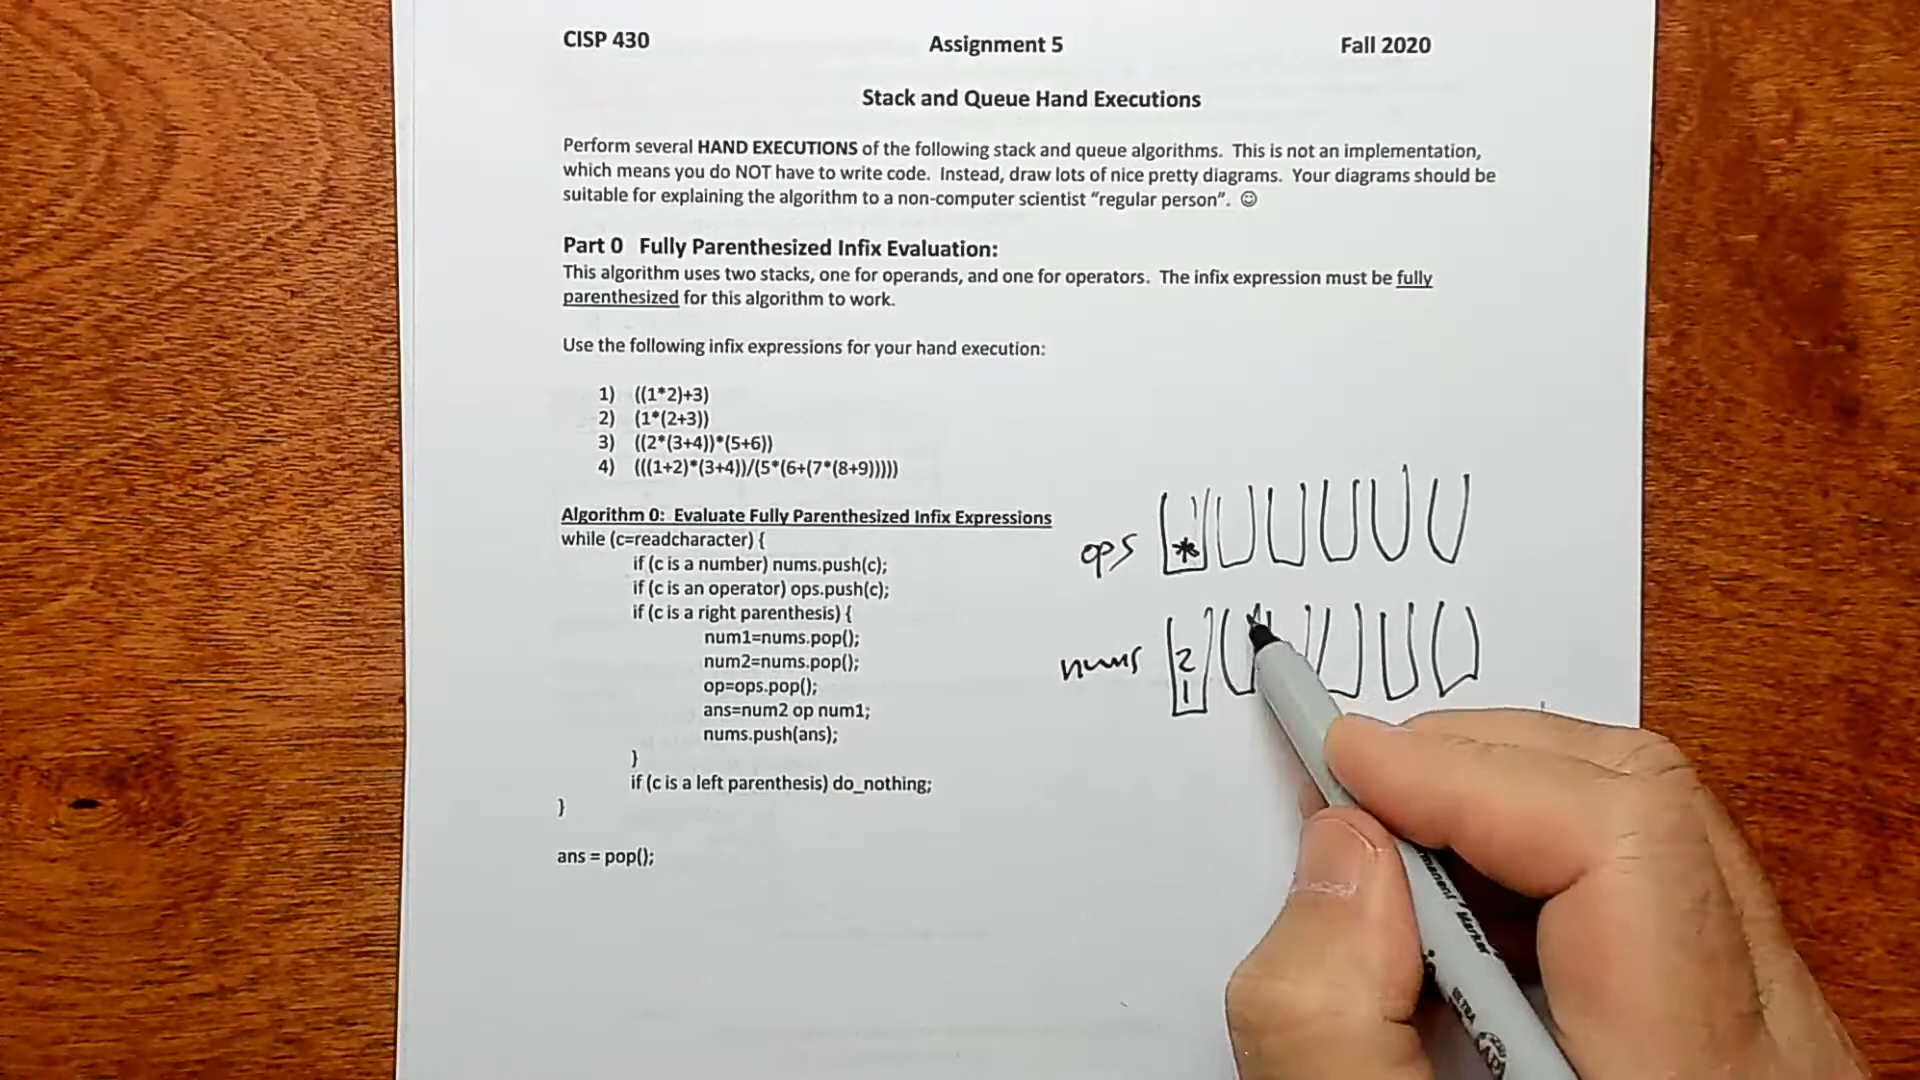 CISP 430 Assignment 5 Fall 2020
Stack and Queue Hand Executions
Perform several HAND EXECUTIONS of the following stack and queue algorithms. This is not an implementation,
which means you do NOT have to write code. Instead, draw lots of nice pretty diagrams. Your diagrams should be
suitable for explaining the algorithm to a non-computer scientist “regular person”. ☺
Part 0 Fully Parenthesized Infix Evaluation:
This algorithm uses two stacks, one for operands, and one for operators. The infix expression must be fully
parenthesized for this algorithm to work.
Use the following infix expressions for your hand execution:
1) ((1*2)+3)
2) (1*(2+3))
3) ((2*(3+4))*(5+6))
4) (((1+2)*(3+4))/(5*(6+(7*(8+9)))))
Algorithm 0: Evaluate Fully Parenthesized Infix Expressions
while (c=readcharacter) {
if (c is a number) nums.push(c);
if (c is an operator) ops.push(c);
if (c is a right parenthesis) {
num1=nums.pop();
num2=nums.pop();
op=ops.pop();
ans=num2 op num1;
nums.push(ans);
}
if (c is a left parenthesis) do_nothing;
}
ans = pop();
ops *
nums 2
1
Marker
ULTRA